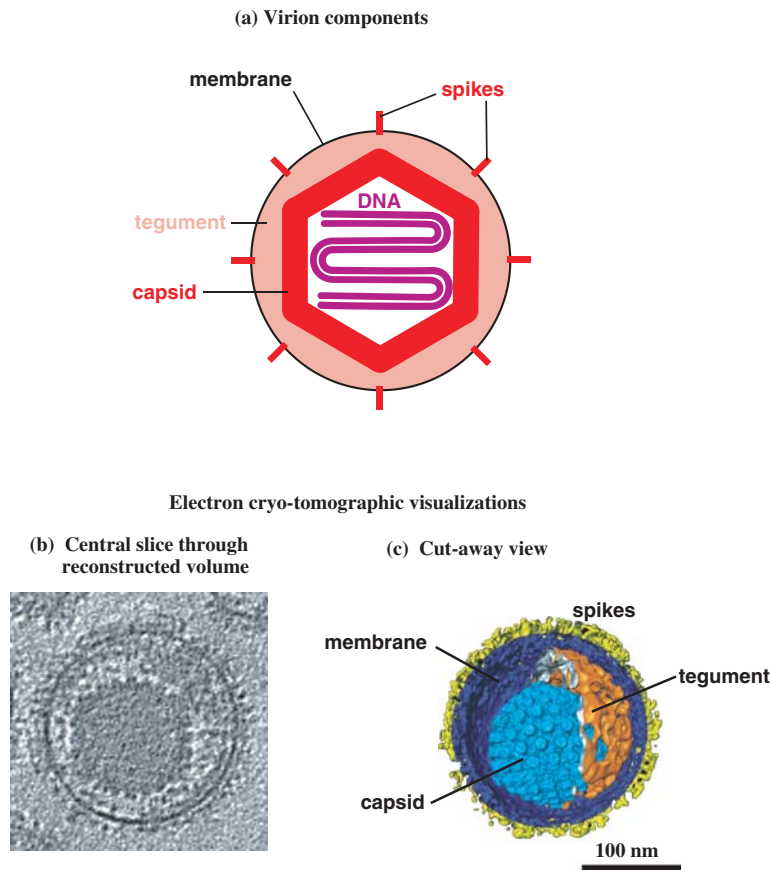 (a) Virion components
membrane
spikes
DNA
tegument
capsid
Electron cryo-tomographic visualizations
(b) Central slice through
reconstructed volume
(c) Cut-away view
spikes
membrane
tegument
capsid
100 nm